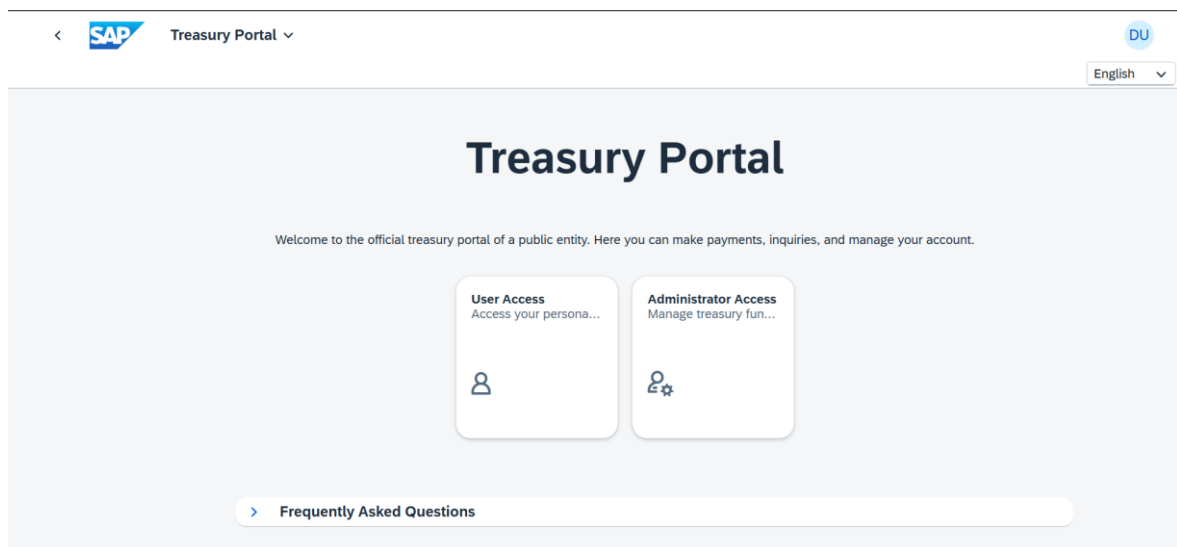 SAP
Treasury Portal
DU
English
Treasury Portal
Welcome to the official treasury portal of a public entity. Here you can make payments, inquiries, and manage your account.
User Access
Access your persona...
Administrator Access
Manage treasury fun...
Frequently Asked Questions